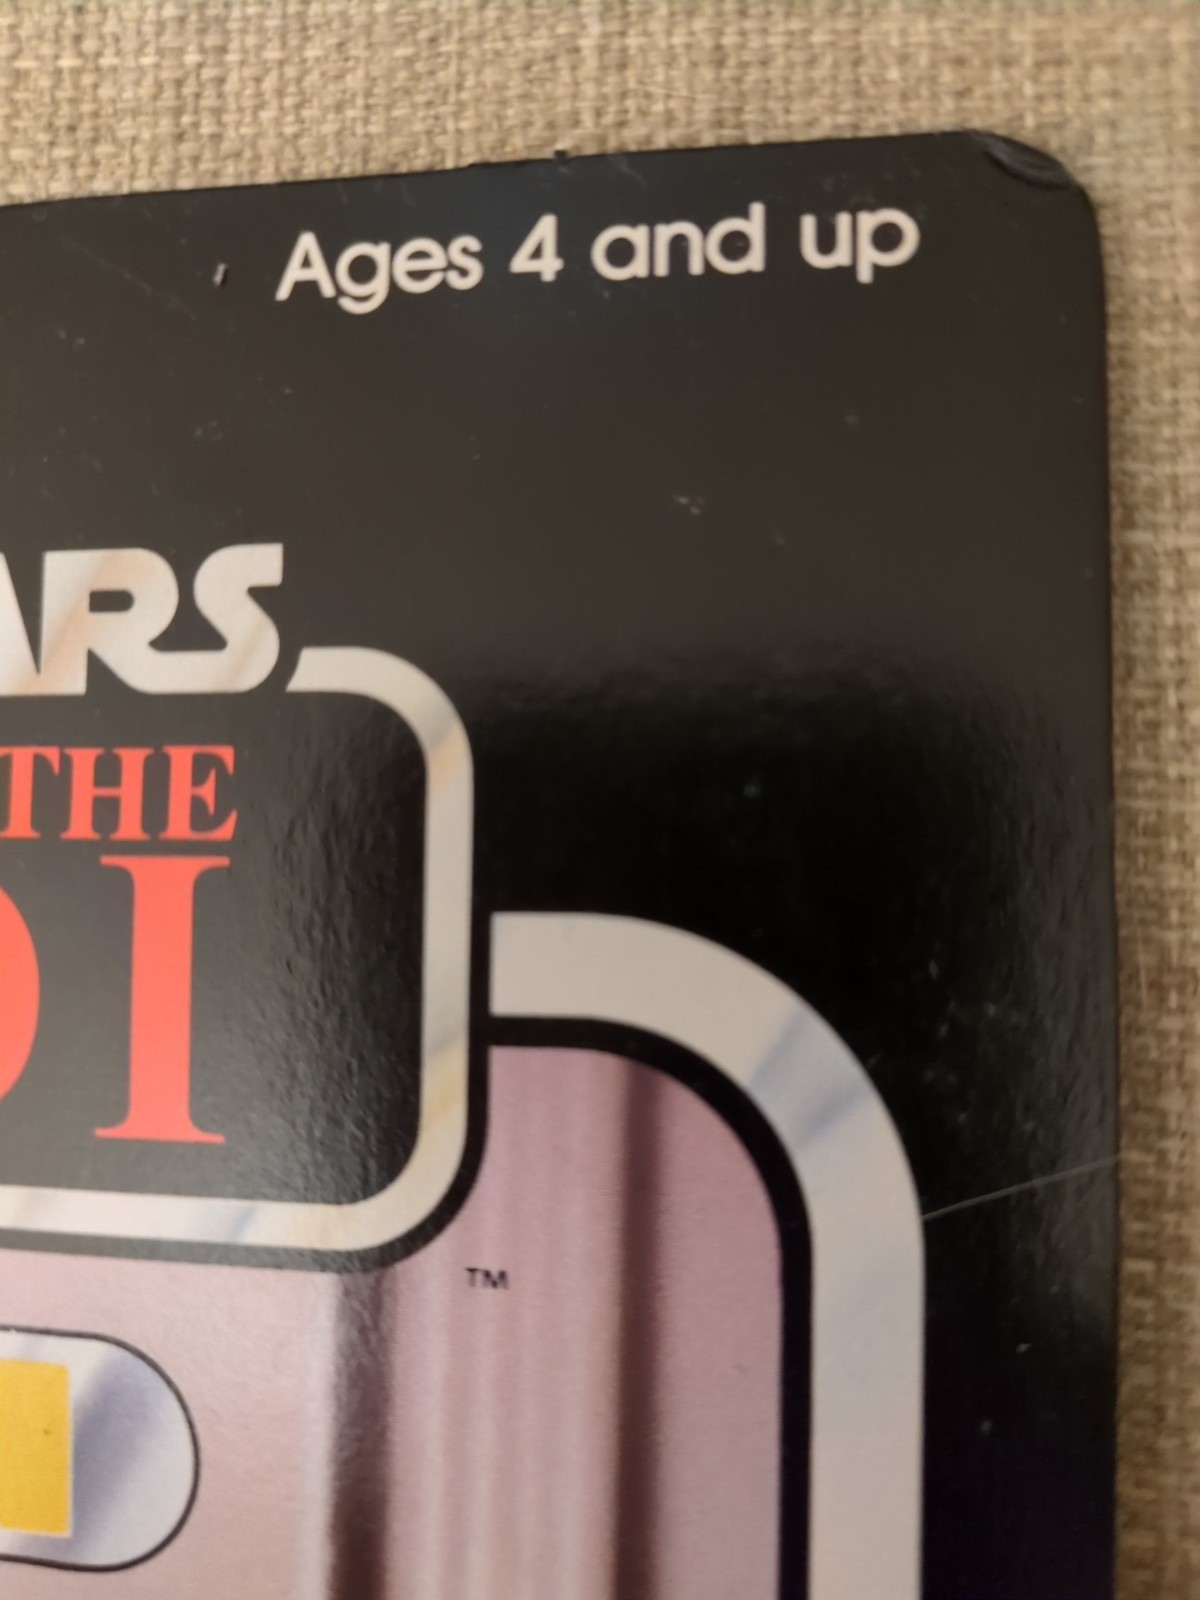 Ages 4 and up
ARS
THE
DI
TM